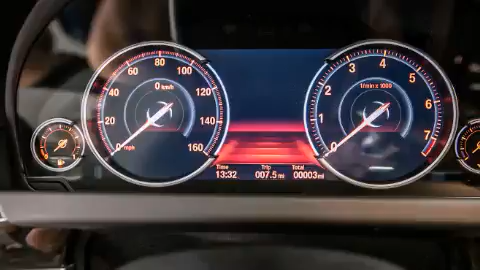 80
60
100
40
120
20
140
0 mph
160
0 km/h
3
4
2
5
1
6
0
7
1/min x 1000
Time
Trip
Total
13:32
007.5 mi
00003 mi